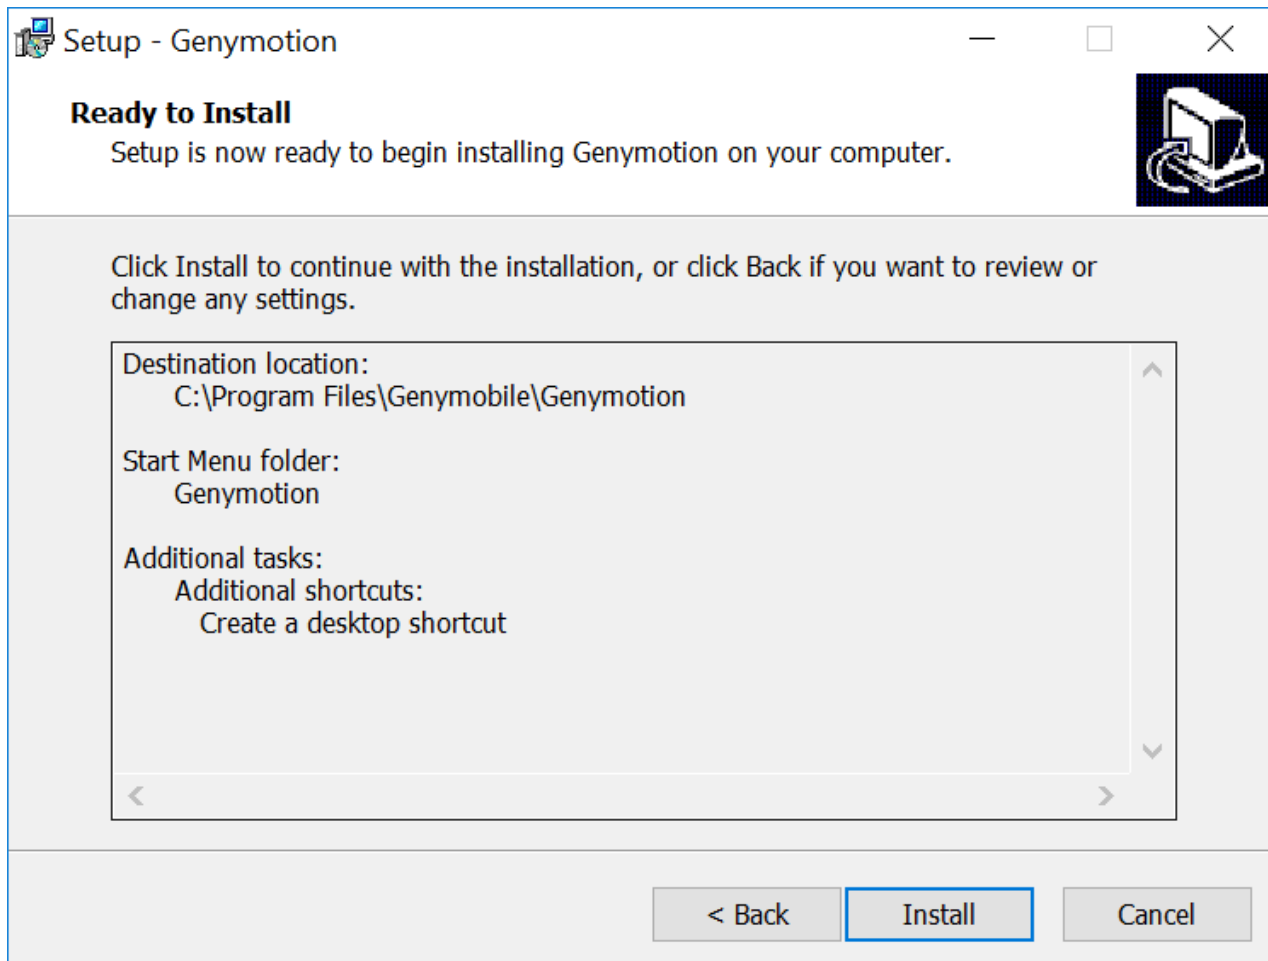 Setup - Genymotion
Ready to Install
Setup is now ready to begin installing Genymotion on your computer.
Click Install to continue with the installation, or click Back if you want to review or
change any settings.
Destination location:
C:\Program Files\Genymobile\Genymotion
Start Menu folder:
Genymotion
Additional tasks:
Additional shortcuts:
Create a desktop shortcut
< Back
Install
Cancel